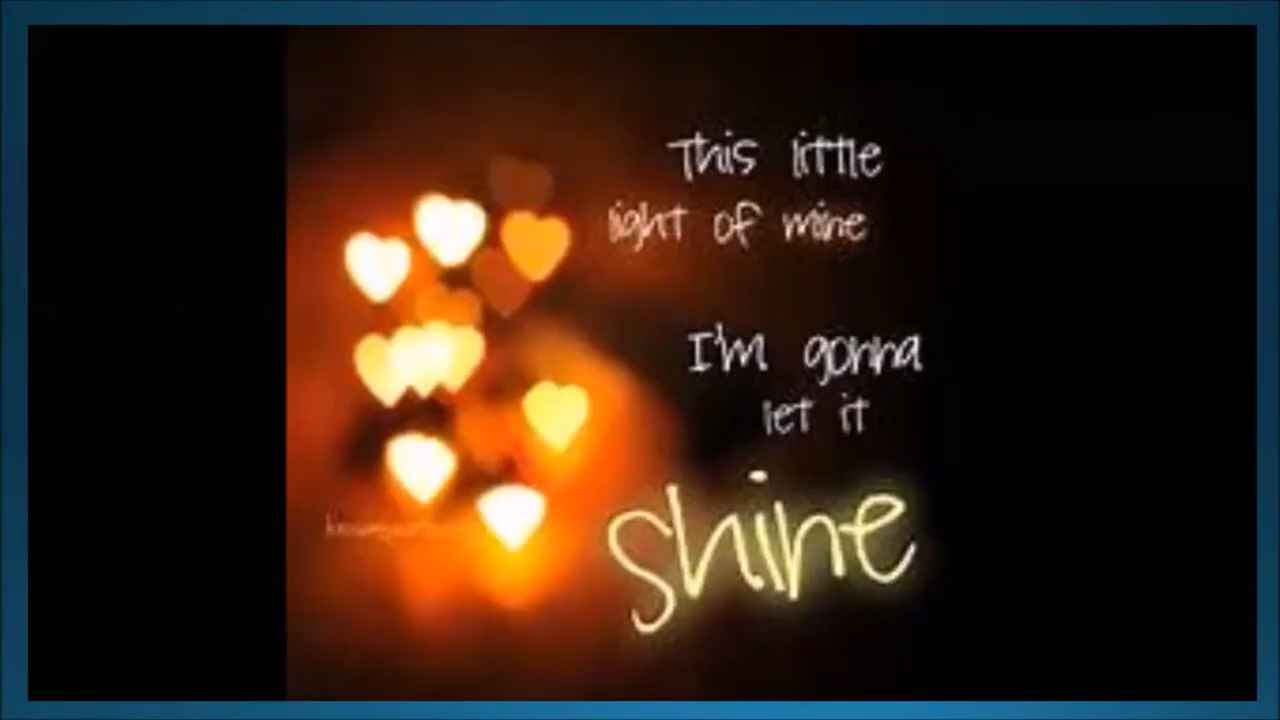 This little
light of mine
I'm gonna
let it
shine